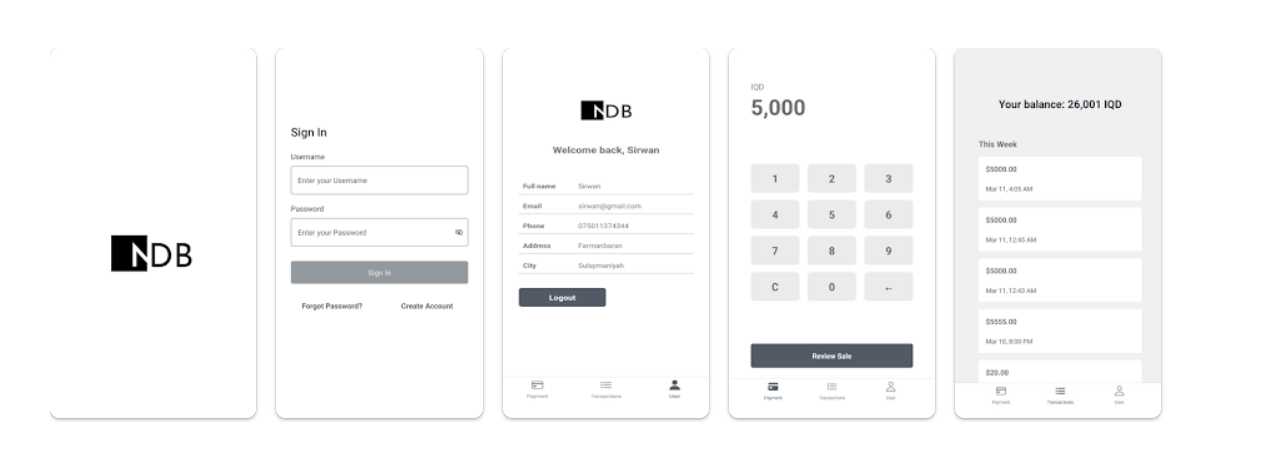 NDB
Sign In
Username
Enter your Username
Password
Enter your Password
Sign in
Forgot Password? Create Account
NDB
Welcome back, Sirwan
Full name Sirwan
Email sirwan@gmail.com
Phone 075011374344
Address Farmanbaran
City Sulaymaniyah
Logout
Payment Transactions User
IQD
5,000
1 2 3
4 5 6
7 8 9
C 0 ←
Review Sale
Payment Transactions User
Your balance: 26,001 IQD
This Week
$5000.00
Mar 11, 4:05 AM
$5000.00
Mar 11, 12:45 AM
$5000.00
Mar 11, 12:43 AM
$5555.00
Mar 10, 8:00 PM
$20.00
Payment Transactions User